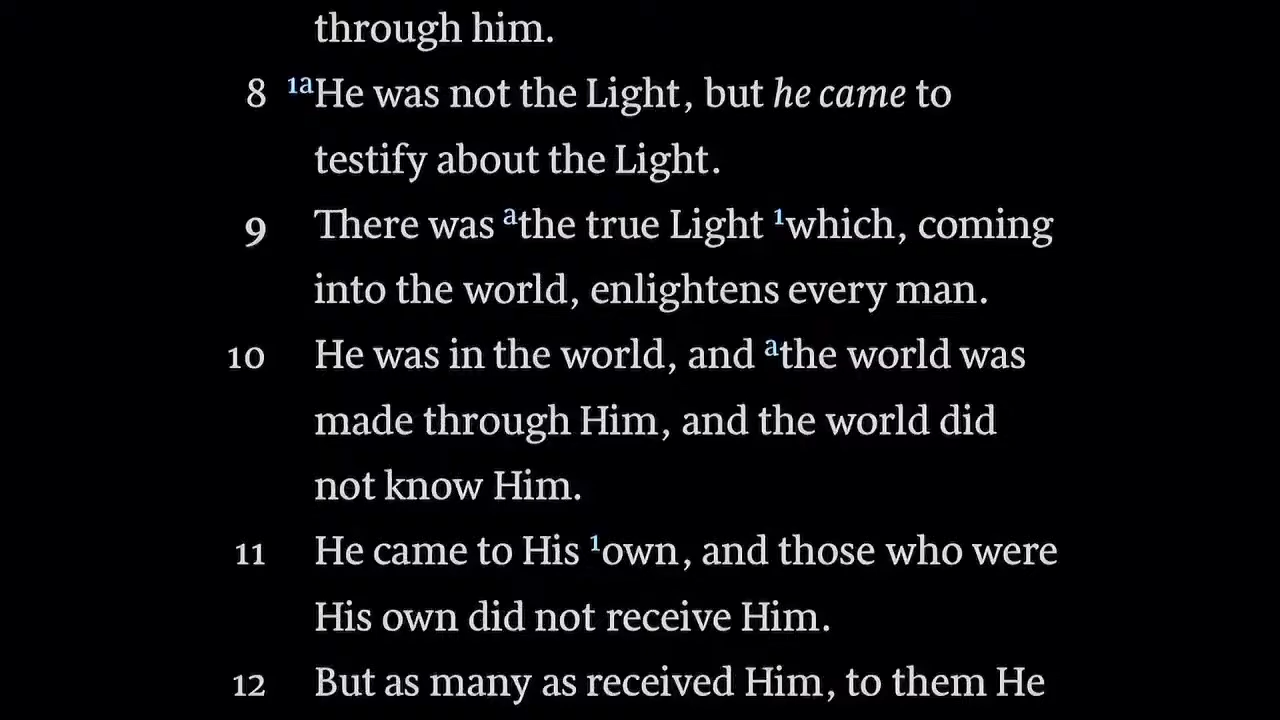 through him.
8 1aHe was not the Light, but he came to
testify about the Light.
9 There was athe true Light 1which, coming
into the world, enlightens every man.
10 He was in the world, and athe world was
made through Him, and the world did
not know Him.
11 He came to His 1own, and those who were
His own did not receive Him.
12 But as many as received Him, to them He